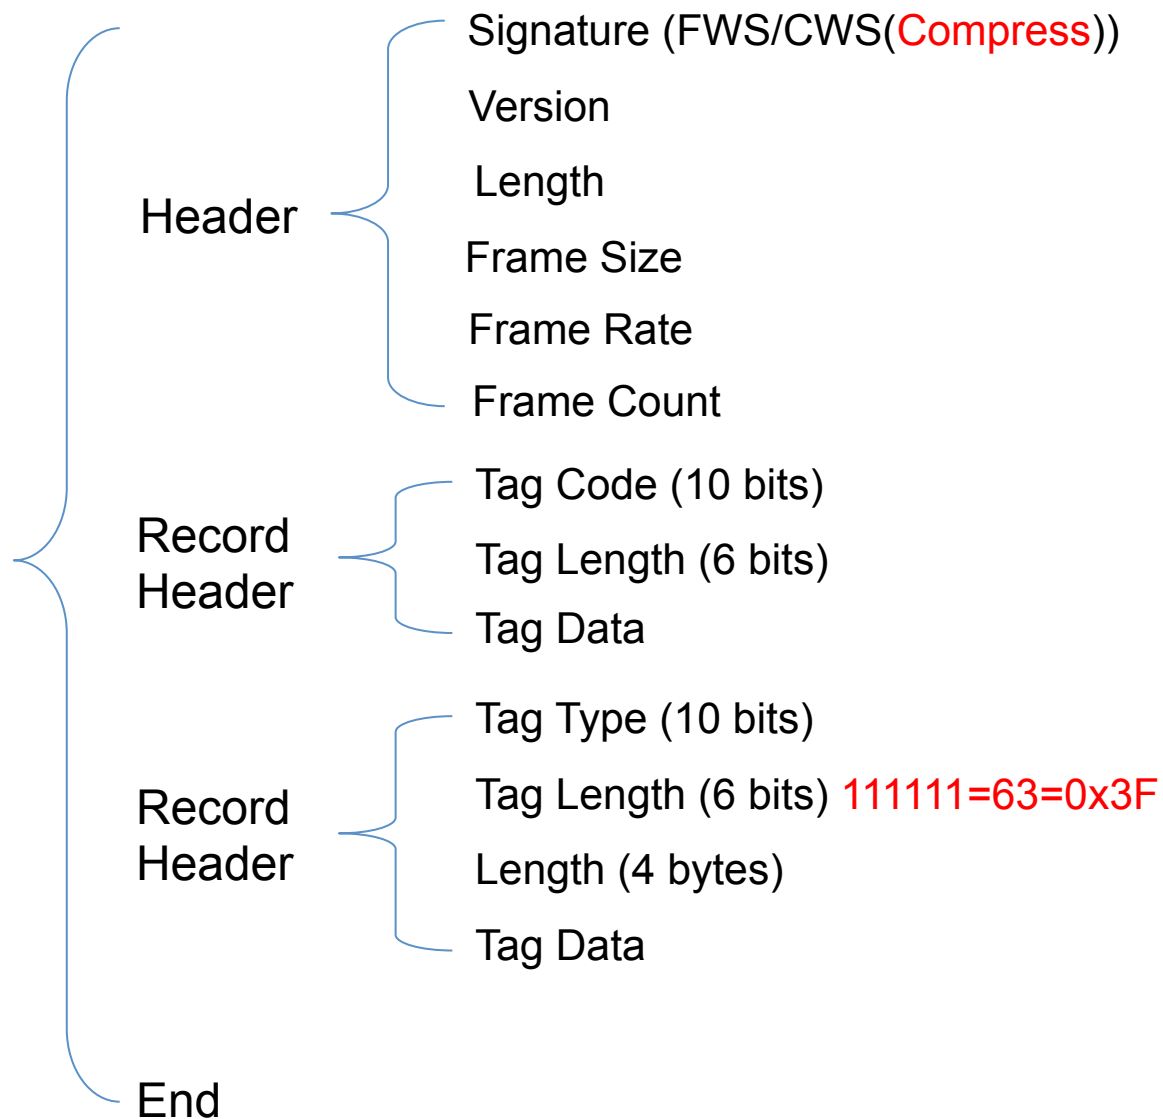 Signature (FWS/CWS(Compress))
Version
Length
Header
Frame Size
Frame Rate
Frame Count
Tag Code (10 bits)
Record
Header
Tag Length (6 bits)
Tag Data
Tag Type (10 bits)
Tag Length (6 bits) 111111=63=0x3F
Record
Header
Length (4 bytes)
Tag Data
End